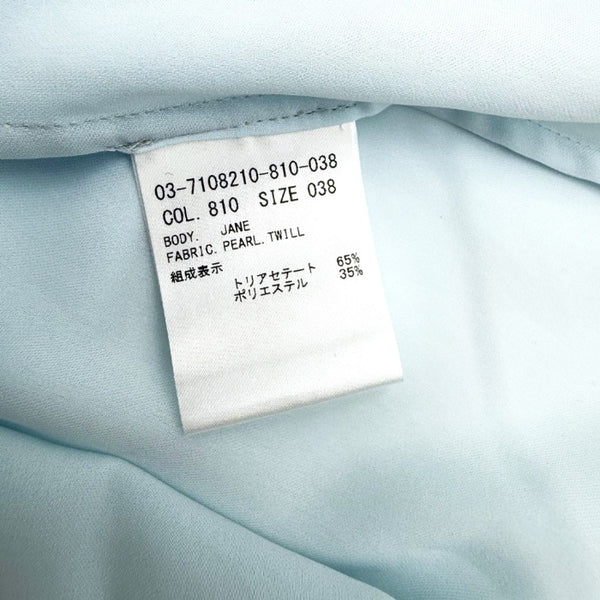 03-7108210-810-038
COL. 810 SIZE 038
BODY. JANE
FABRIC. PEARL. TWILL
組成表示
トリアセテート 65%
ポリエステル 35%